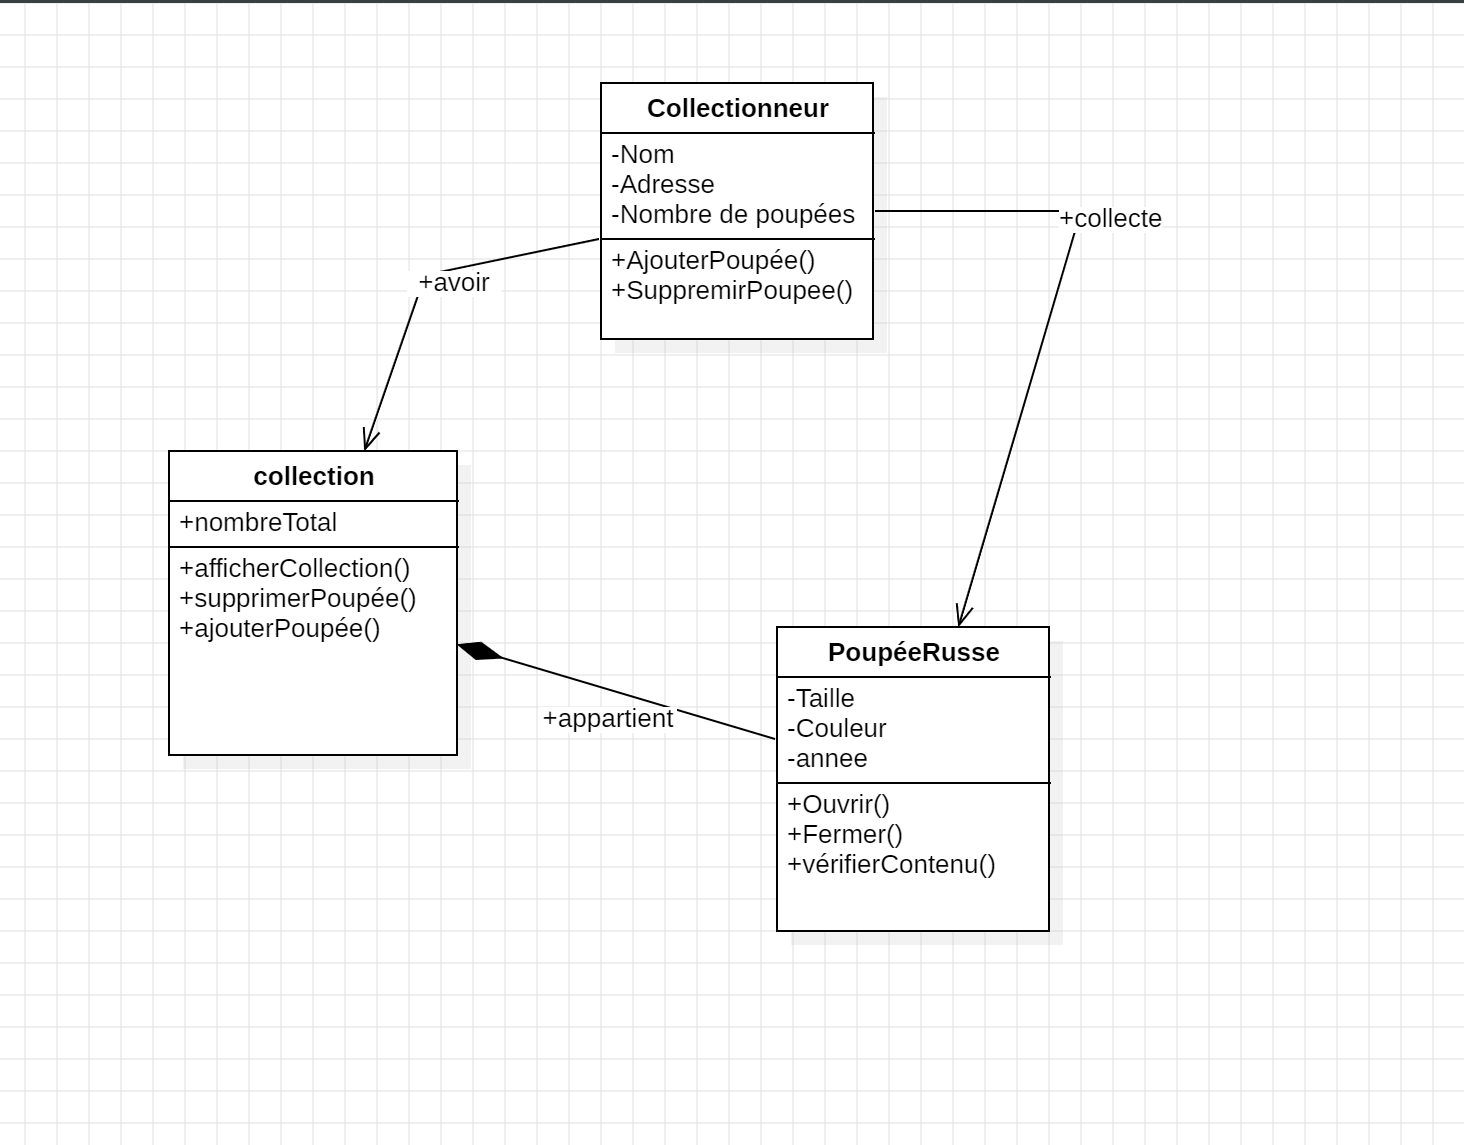 Collectionneur
-Nom
-Adresse
-Nombre de poupées
+AjouterPoupée()
+SuppremirPoupee()
+collecte
+avoir
collection
+nombreTotal
+afficherCollection()
+supprimerPoupée()
+ajouterPoupée()
+appartient
PoupéeRusse
-Taille
-Couleur
-annee
+Ouvrir()
+Fermer()
+vérifierContenu()